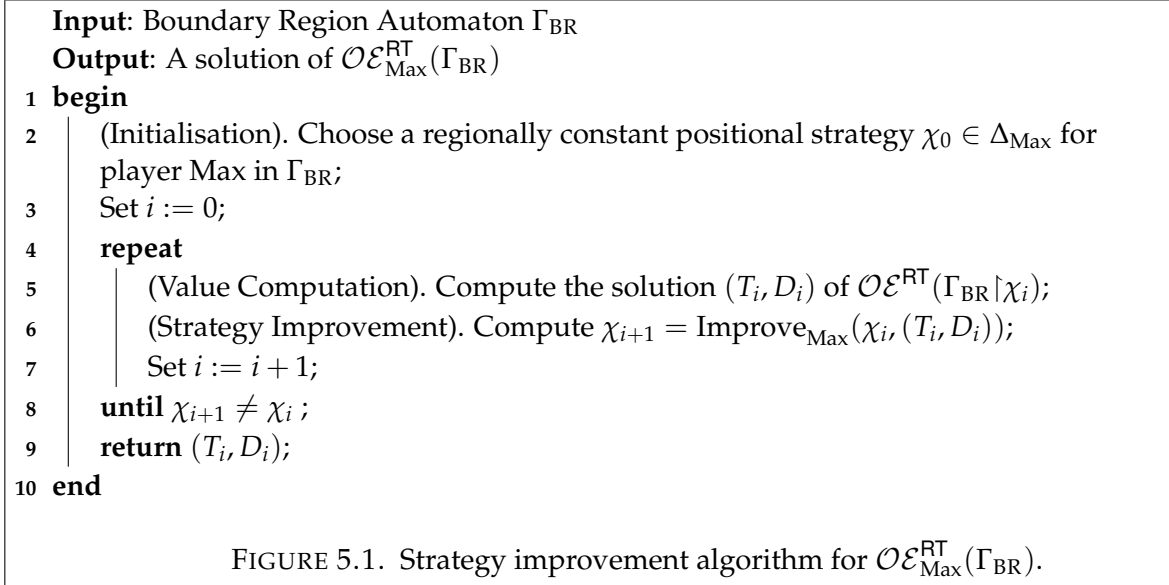 Input: Boundary Region Automaton Γ_BR
Output: A solution of 𝒪ℰ^RT_Max(Γ_BR)
1 begin
2 (Initialisation). Choose a regionally constant positional strategy χ_0 ∈ Δ_Max for
player Max in Γ_BR;
3 Set i := 0;
4 repeat
5 (Value Computation). Compute the solution (T_i, D_i) of 𝒪ℰ^RT(Γ_BR↾χ_i);
6 (Strategy Improvement). Compute χ_{i+1} = Improve_Max(χ_i, (T_i, D_i));
7 Set i := i + 1;
8 until χ_{i+1} ≠ χ_i ;
9 return (T_i, D_i);
10 end
FIGURE 5.1. Strategy improvement algorithm for 𝒪ℰ^RT_Max(Γ_BR).